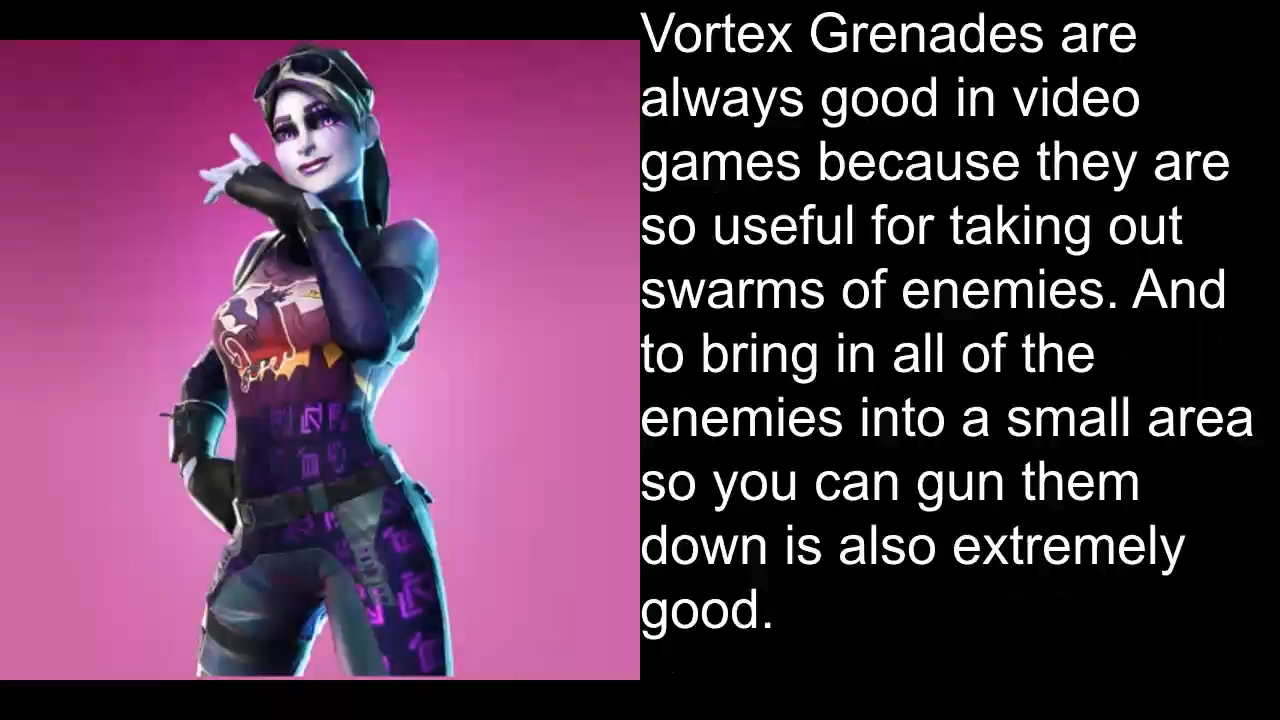 Vortex Grenades are
always good in video
games because they are
so useful for taking out
swarms of enemies. And
to bring in all of the
enemies into a small area
so you can gun them
down is also extremely
good.